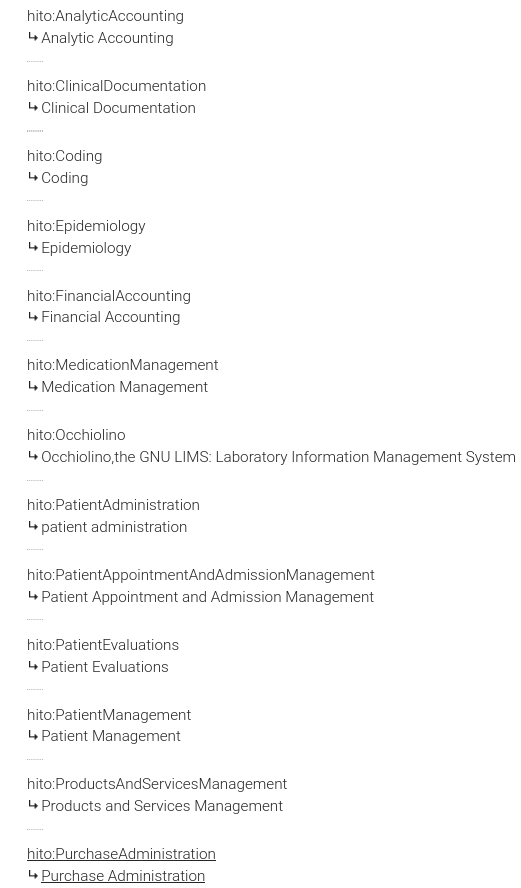 hito:AnalyticAccounting
↳ Analytic Accounting
hito:ClinicalDocumentation
↳ Clinical Documentation
hito:Coding
↳ Coding
hito:Epidemiology
↳ Epidemiology
hito:FinancialAccounting
↳ Financial Accounting
hito:MedicationManagement
↳ Medication Management
hito:Occhiolino
↳ Occhiolino,the GNU LIMS: Laboratory Information Management System
hito:PatientAdministration
↳ patient administration
hito:PatientAppointmentAndAdmissionManagement
↳ Patient Appointment and Admission Management
hito:PatientEvaluations
↳ Patient Evaluations
hito:PatientManagement
↳ Patient Management
hito:ProductsAndServicesManagement
↳ Products and Services Management
hito:PurchaseAdministration
↳ Purchase Administration